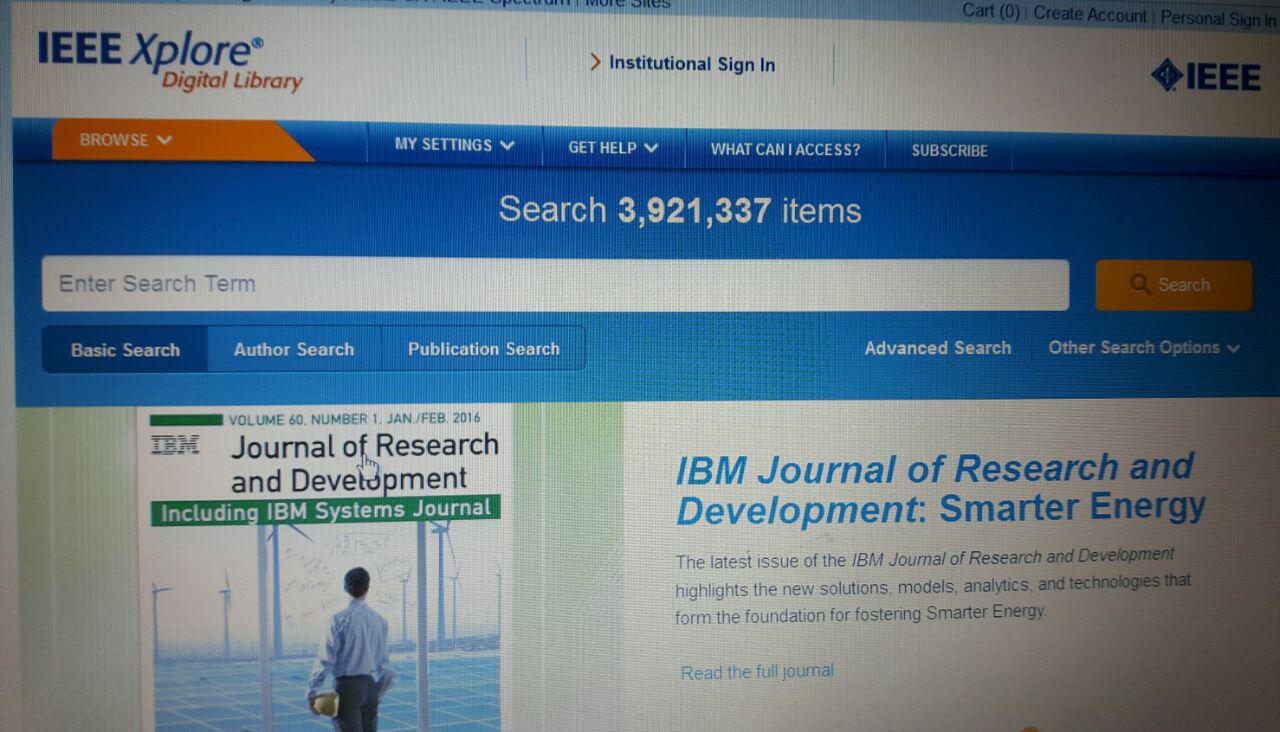 IEEE Spectrum | More Sites
Cart (0) | Create Account | Personal Sign In
IEEE Xplore®
Digital Library
Institutional Sign In
IEEE
BROWSE
MY SETTINGS
GET HELP
WHAT CAN I ACCESS?
SUBSCRIBE
Search 3,921,337 items
Enter Search Term
Search
Basic Search
Author Search
Publication Search
Advanced Search
Other Search Options
VOLUME 60, NUMBER 1, JAN./FEB. 2016
IBM
Journal of Research
and Development
Including IBM Systems Journal
IBM Journal of Research and
Development: Smarter Energy
The latest issue of the IBM Journal of Research and Development
highlights the new solutions, models, analytics, and technologies that
form the foundation for fostering Smarter Energy.
Read the full journal